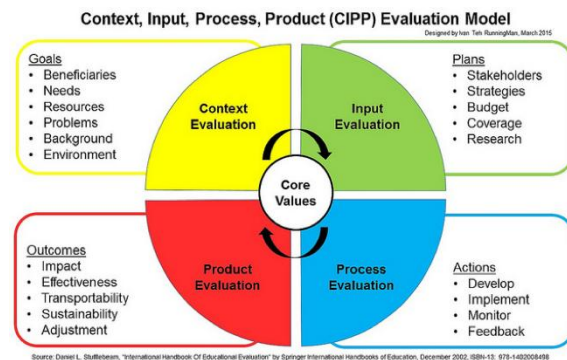 Context, Input, Process, Product (CIPP) Evaluation Model
Designed by Ivan Teh RunningMan, March 2015
Goals
• Beneficiaries
• Needs
• Resources
• Problems
• Background
• Environment
Context
Evaluation
Input
Evaluation
Plans
• Stakeholders
• Strategies
• Budget
• Coverage
• Research
Core
Values
Outcomes
• Impact
• Effectiveness
• Transportability
• Sustainability
• Adjustment
Product
Evaluation
Process
Evaluation
Actions
• Develop
• Implement
• Monitor
• Feedback
Source: Daniel L. Stufflebeam, "International Handbook Of Educational Evaluation" by Springer International Handbooks of Education, December 2002, ISBN-13: 978-1402008498